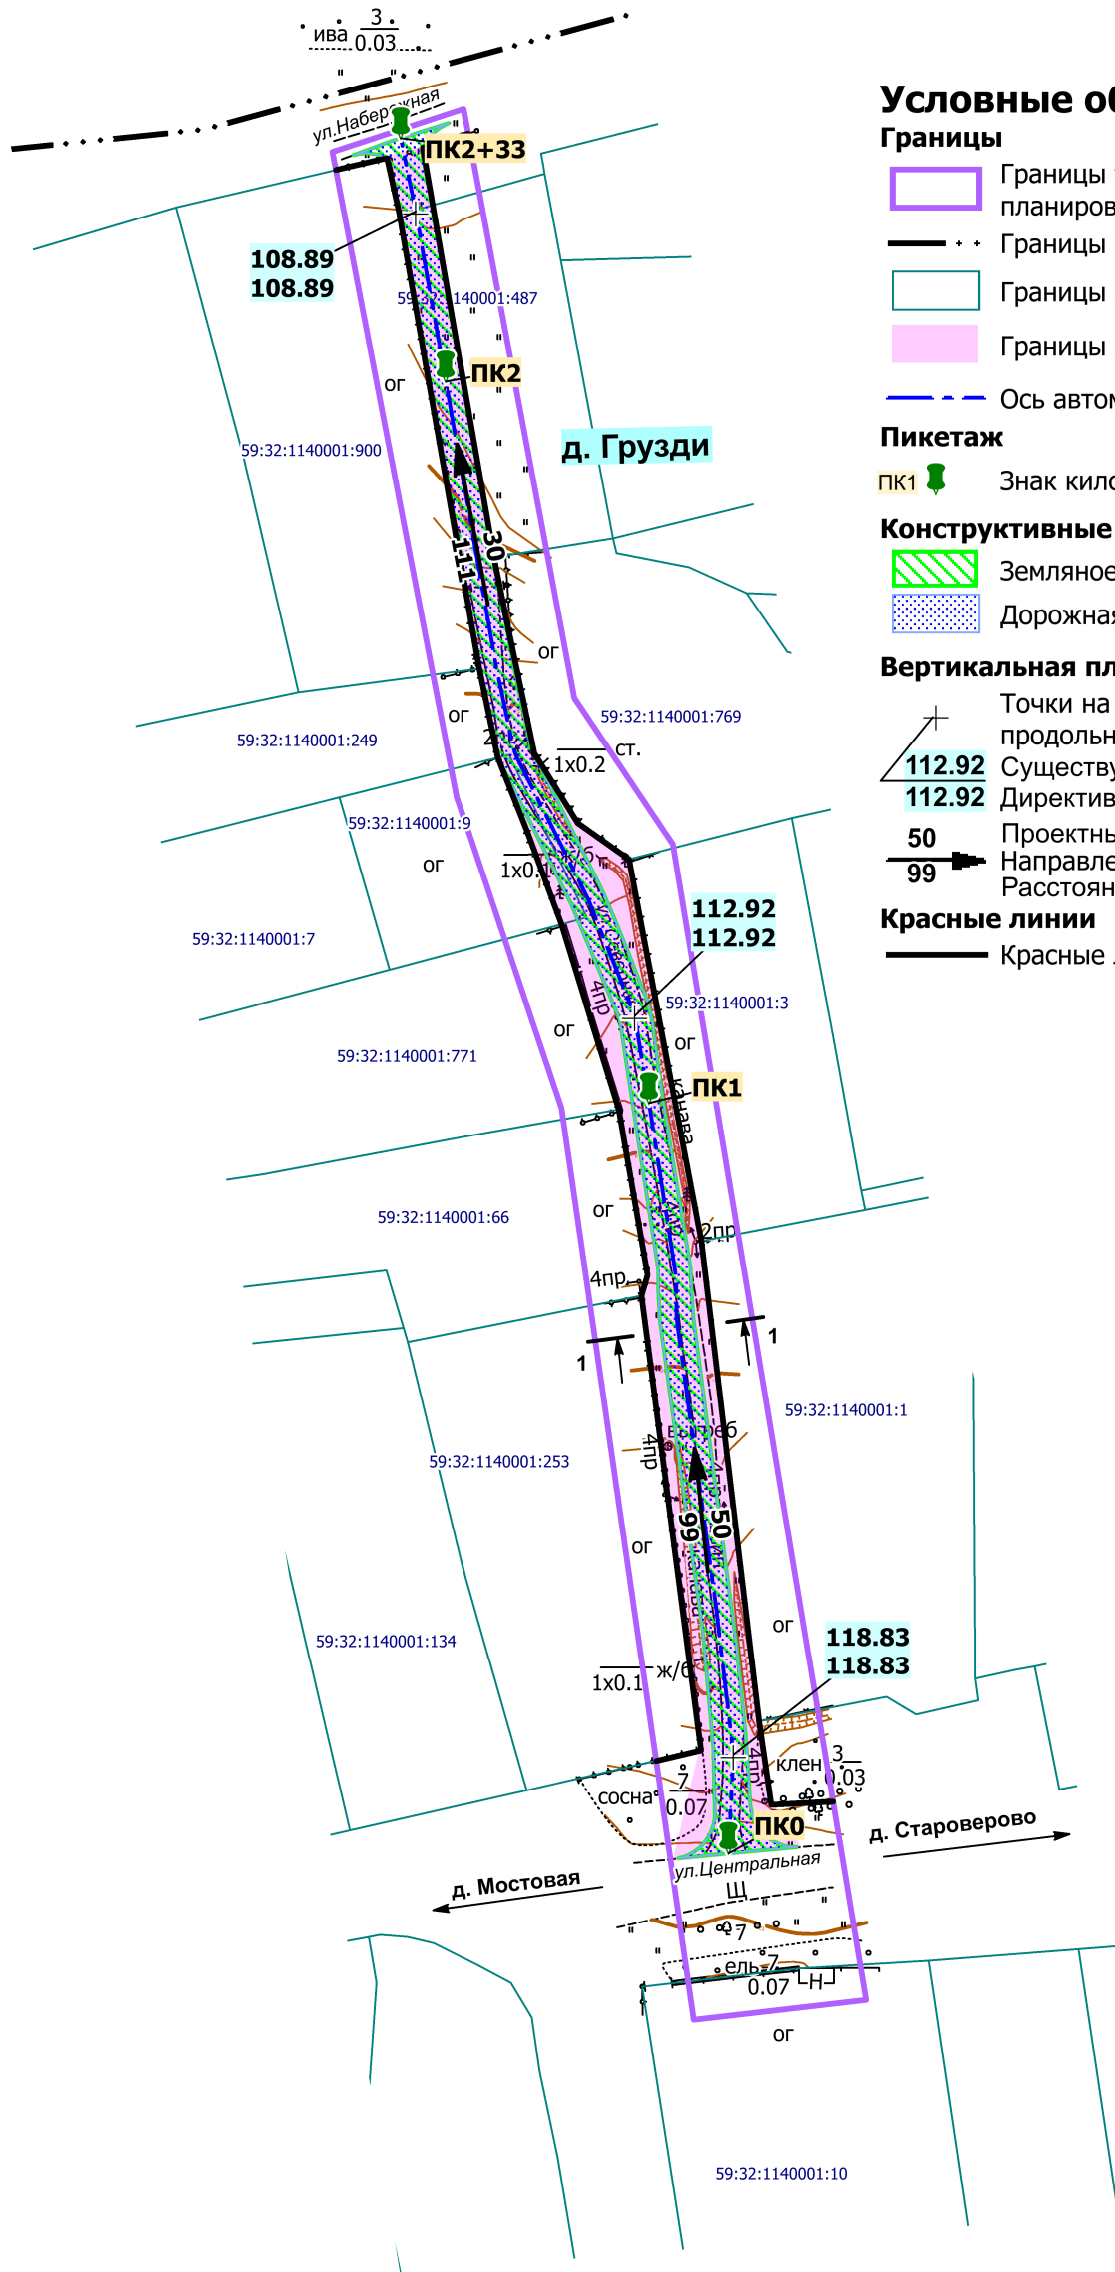 ива 3
0.03
ул.Набережная
ПК2+33
108.89
108.89
59:32:1140001:487
ог
ПК2
59:32:1140001:900
д. Грузди
30
111
ог
ог
59:32:1140001:769
59:32:1140001:249
ст.
1х0.2
59:32:1140001:9
ог
ж/б
1х0.1
112.92
112.92
59:32:1140001:7
4пр
59:32:1140001:3
ог
ог
59:32:1140001:771
ПК1
канава
59:32:1140001:66
ог
2пр
4пр
1
1
59:32:1140001:1
59:32:1140001:253
4пр
99
50
ог
ог
59:32:1140001:134
118.83
118.83
ж/б
1х0.1
4пр
клен 3
0.03
сосна 7
0.07
ПК0
д. Староверово
ул.Центральная
д. Мостовая
Щ
7
ель 7
0.07
Н
ог
59:32:1140001:10
Условные об
Границы
Границы
планиров
Границы
Границы
Границы
Ось автом
Пикетаж
ПК1 Знак кило
Конструктивные
Земляное
Дорожная
Вертикальная пл
Точки на
продольн
112.92 Существу
112.92 Директив
50 Проектны
Направле
99 Расстоян
Красные линии
Красные